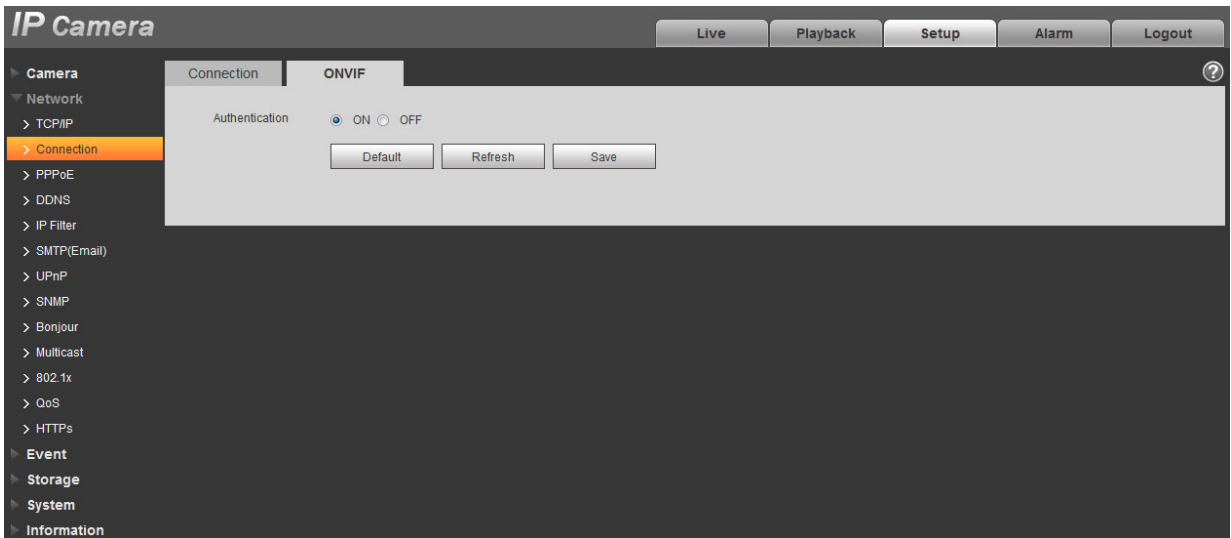 IP Camera
Live Playback Setup Alarm Logout
Camera
Network
TCP/IP
Connection
PPPoE
DDNS
IP Filter
SMTP(Email)
UPnP
SNMP
Bonjour
Multicast
802.1x
QoS
HTTPs
Event
Storage
System
Information
Connection ONVIF ?
Authentication ON OFF
Default Refresh Save